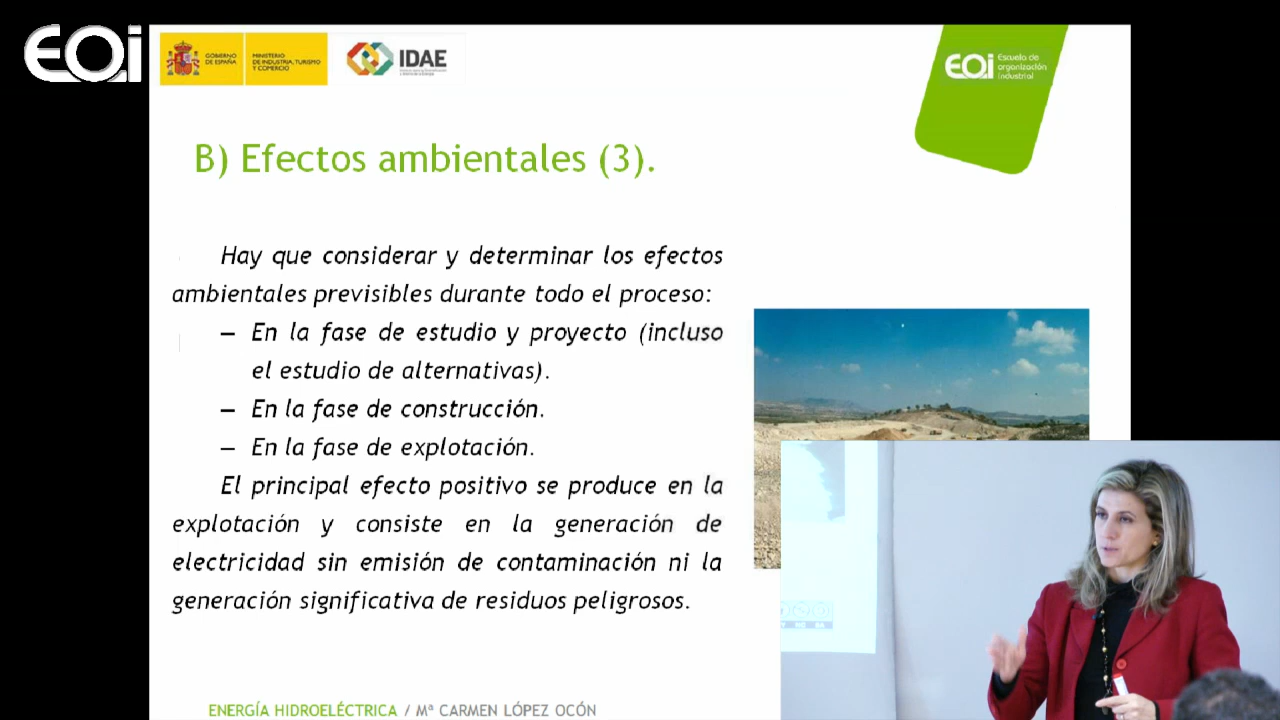 EOi
GOBIERNO
DE ESPAÑA
MINISTERIO
DE INDUSTRIA, TURISMO
Y COMERCIO
IDAE
EOi
Escuela de
organización
industrial
B) Efectos ambientales (3).
Hay que considerar y determinar los efectos
ambientales previsibles durante todo el proceso:
– En la fase de estudio y proyecto (incluso
el estudio de alternativas).
– En la fase de construcción.
– En la fase de explotación.
El principal efecto positivo se produce en la
explotación y consiste en la generación de
electricidad sin emisión de contaminación ni la
generación significativa de residuos peligrosos.
ENERGÍA HIDROELÉCTRICA / Mª CARMEN LÓPEZ OCÓN